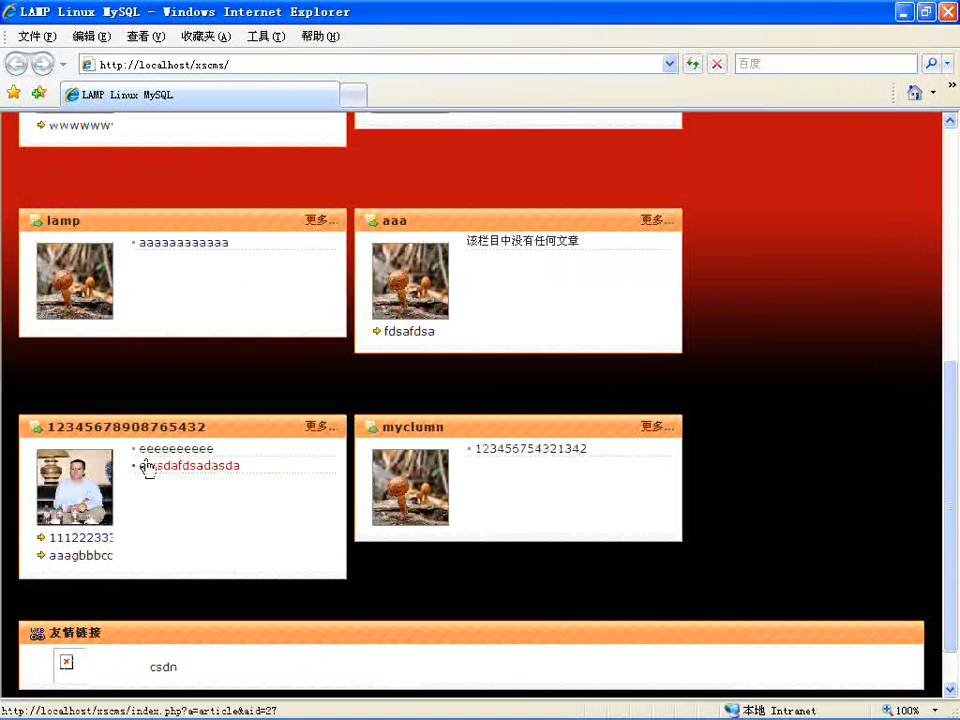 LAMP Linux MySQL - Windows Internet Explorer
文件(F) 编辑(E) 查看(V) 收藏夹(A) 工具(T) 帮助(H)
http://localhost/xscms/
百度
LAMP Linux MySQL
wwwwww
lamp 更多...
aaaaaaaaaaaa
aaa 更多...
该栏目中没有任何文章
fdsafdsa
12345678908765432 更多...
eeeeeeeeee
sdafdsadasda
111222333
aaagbbbcc
myclumn 更多...
123456754321342
友情链接
csdn
http://localhost/xscms/index.php?a=article&aid=27
本地 Intranet
100%